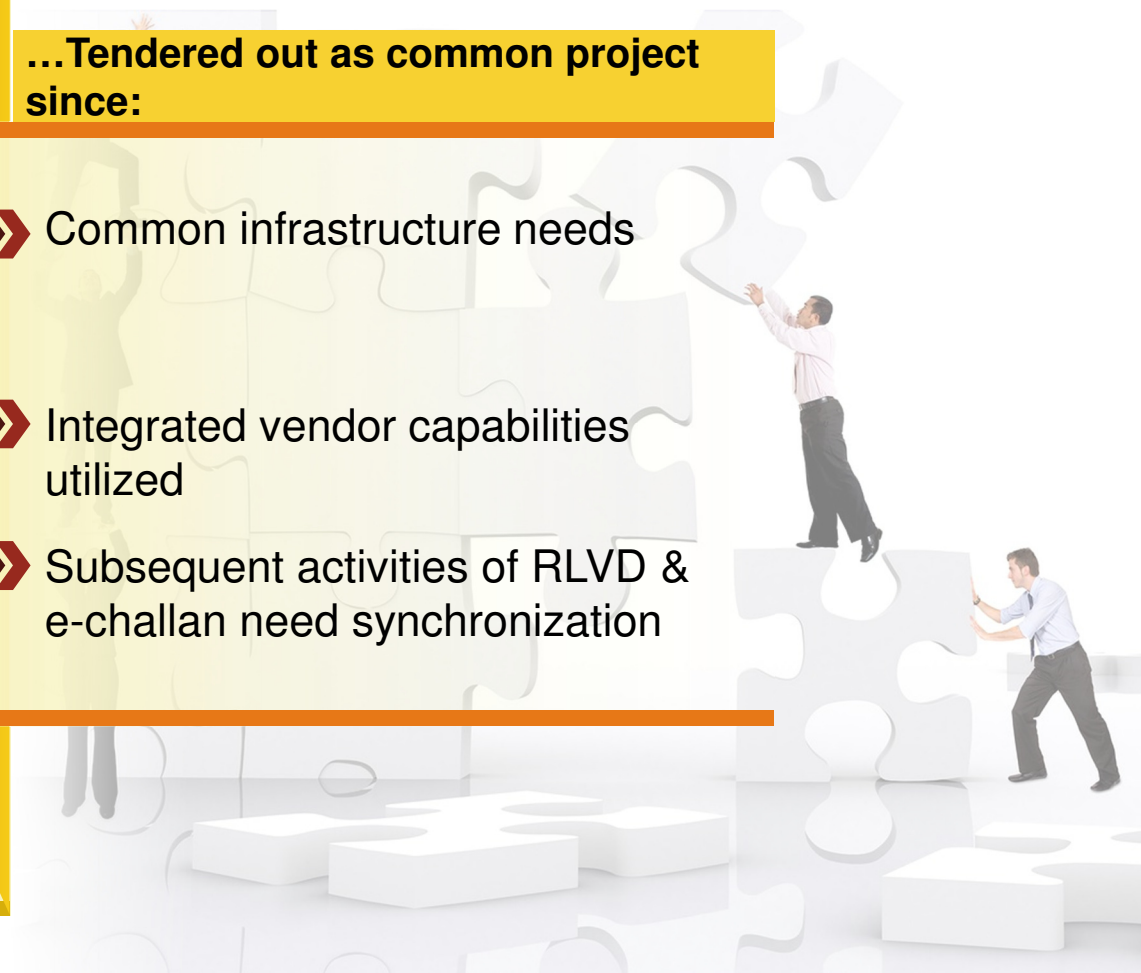 …Tendered out as common project
since:
Common infrastructure needs
Integrated vendor capabilities
utilized
Subsequent activities of RLVD &
e-challan need synchronization